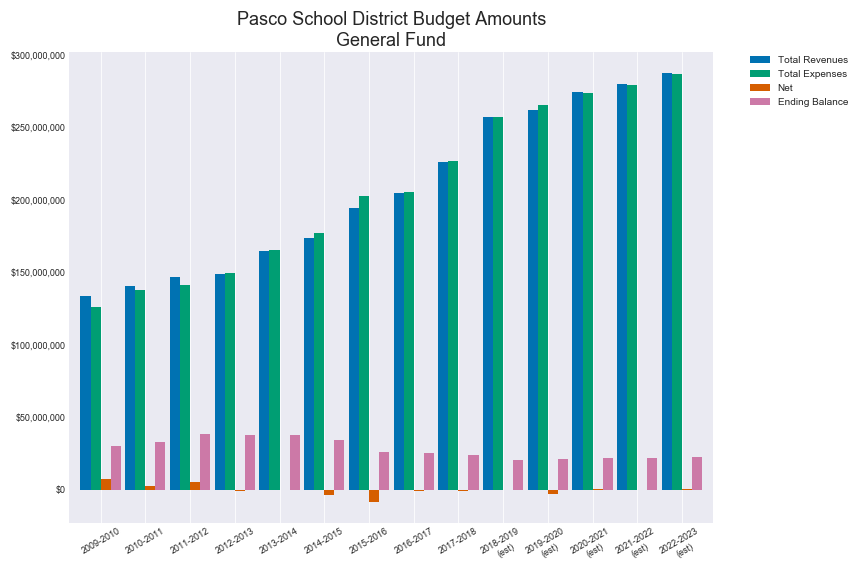 Pasco School District Budget Amounts
General Fund
Total Revenues
Total Expenses
Net
Ending Balance
$300,000,000
$250,000,000
$200,000,000
$150,000,000
$100,000,000
$50,000,000
$0
2009-2010
2010-2011
2011-2012
2012-2013
2013-2014
2014-2015
2015-2016
2016-2017
2017-2018
2018-2019
(est)
2019-2020
(est)
2020-2021
(est)
2021-2022
(est)
2022-2023
(est)